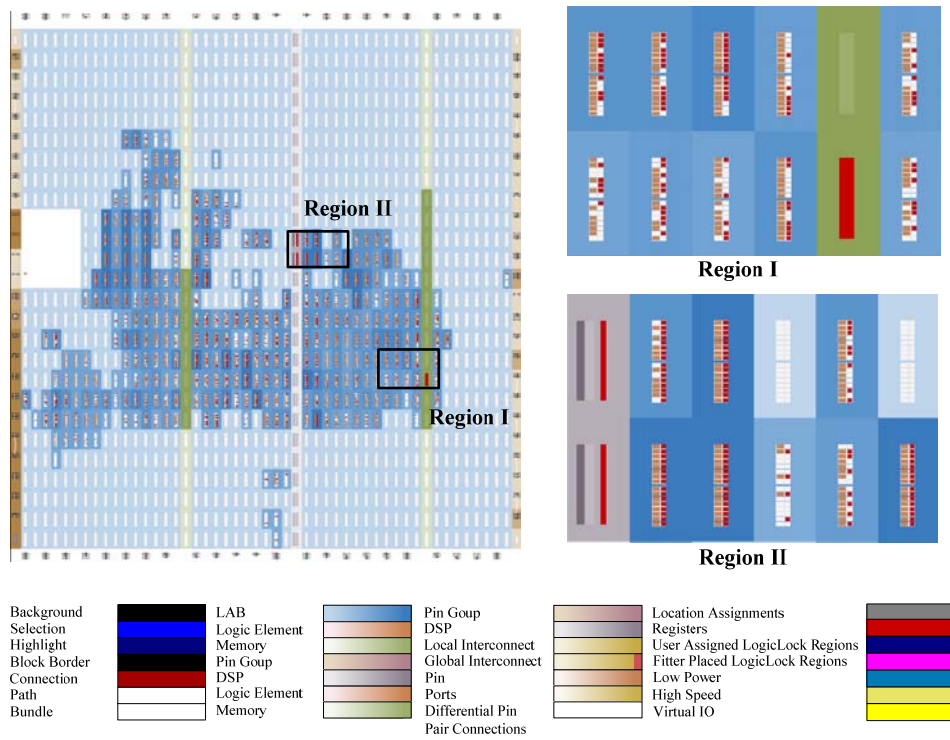 Region II
Region I
Region I
Region II
Background
Selection
Highlight
Block Border
Connection
Path
Bundle
LAB
Logic Element
Memory
Pin Goup
DSP
Logic Element
Memory
Pin Goup
DSP
Local Interconnect
Global Interconnect
Pin
Ports
Differential Pin
Pair Connections
Location Assignments
Registers
User Assigned LogicLock Regions
Fitter Placed LogicLock Regions
Low Power
High Speed
Virtual IO